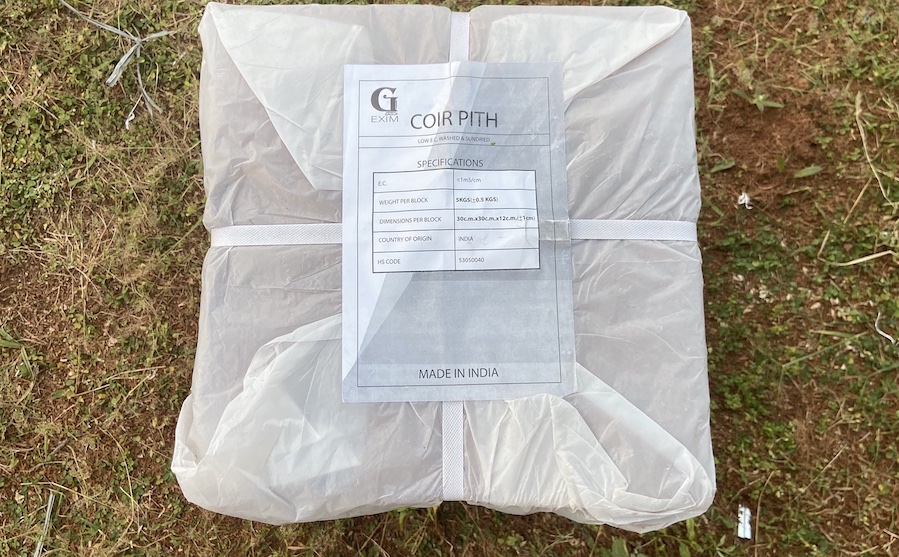 G
EXIM
COIR PITH
LOW E.C. WASHED & SUNDRIED
SPECIFICATIONS
E.C. <1mS/cm
WEIGHT PER BLOCK 5KGS(±0.5 KGS)
DIMENSIONS PER BLOCK 30c.m.x30c.m.x12c.m.(±1cm)
COUNTRY OF ORIGIN INDIA
HS CODE 53050040
MADE IN INDIA